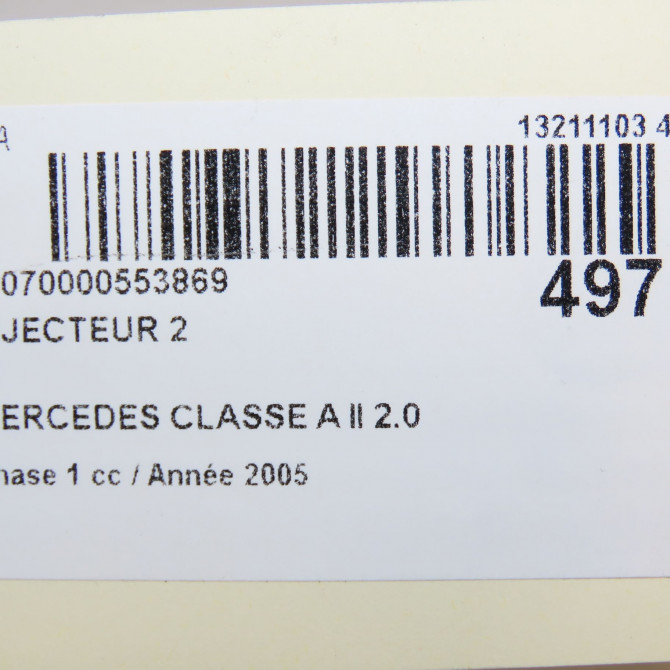 A
13211103 4
070000553869
497
JECTEUR 2
ERCEDES CLASSE A II 2.0
hase 1 cc / Année 2005